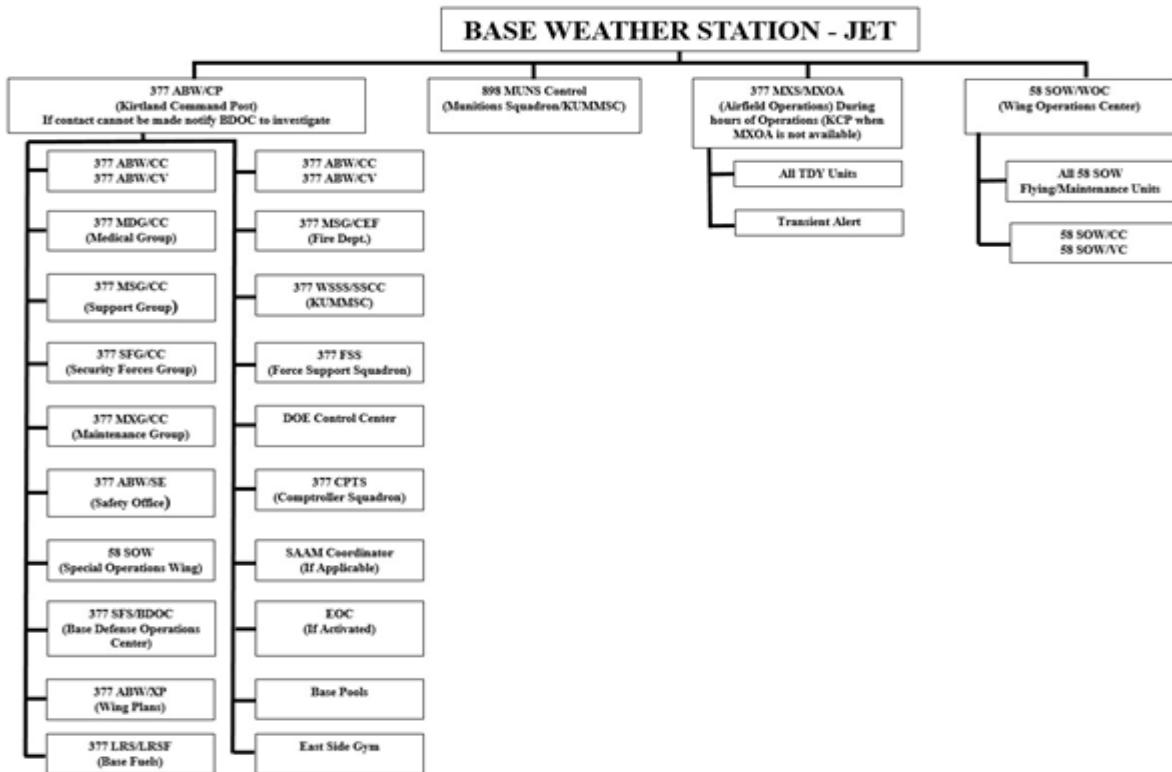 BASE WEATHER STATION - JET
377 ABW/CP
(Kirtland Command Post)
If contact cannot be made notify BDOC to investigate
898 MUNS Control
(Munitions Squadron/KUMMSC)
377 MXS/MXOA
(Airfield Operations) During
hours of Operations (KCP when
MXOA is not available)
58 SOW/WOC
(Wing Operations Center)
377 ABW/CC
377 ABW/CV
377 MDG/CC
(Medical Group)
377 MSG/CC
(Support Group)
377 SFG/CC
(Security Forces Group)
377 MXG/CC
(Maintenance Group)
377 ABW/SE
(Safety Office)
58 SOW
(Special Operations Wing)
377 SFS/BDOC
(Base Defense Operations
Center)
377 ABW/XP
(Wing Plans)
377 LRS/LRSF
(Base Fuels)
377 ABW/CC
377 ABW/CV
377 MSG/CEF
(Fire Dept.)
377 WSSS/SSCC
(KUMMSC)
377 FSS
(Force Support Squadron)
DOE Control Center
377 CPTS
(Comptroller Squadron)
SAAM Coordinator
(If Applicable)
EOC
(If Activated)
Base Pools
East Side Gym
All TDY Units
Transient Alert
All 58 SOW
Flying/Maintenance Units
58 SOW/CC
58 SOW/VC